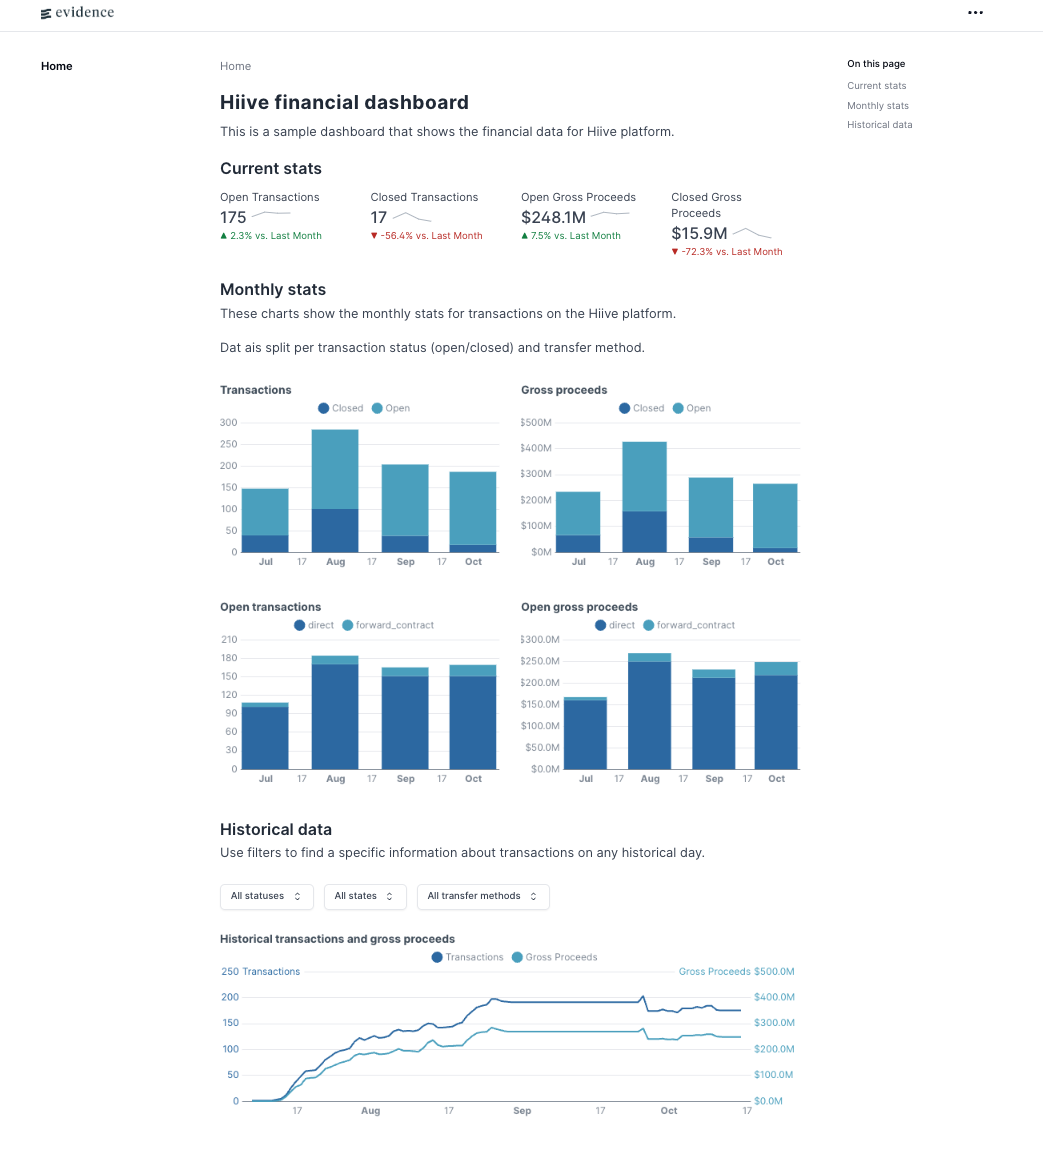 evidence
•••
Home
Home
On this page
Current stats
Monthly stats
Historical data
Hiive financial dashboard
This is a sample dashboard that shows the financial data for Hiive platform.
Current stats
Open Transactions
175
▲ 2.3% vs. Last Month
Closed Transactions
17
▼ -56.4% vs. Last Month
Open Gross Proceeds
$248.1M
▲ 7.5% vs. Last Month
Closed Gross
Proceeds
$15.9M
▼ -72.3% vs. Last Month
Monthly stats
These charts show the monthly stats for transactions on the Hiive platform.
Dat ais split per transaction status (open/closed) and transfer method.
Transactions
Closed Open
300
250
200
150
100
50
0
Jul 17 Aug 17 Sep 17 Oct
Gross proceeds
Closed Open
$500M
$400M
$300M
$200M
$100M
$0M
Jul 17 Aug 17 Sep 17 Oct
Open transactions
direct forward_contract
210
180
150
120
90
60
30
0
Jul 17 Aug 17 Sep 17 Oct
Open gross proceeds
direct forward_contract
$300.0M
$250.0M
$200.0M
$150.0M
$100.0M
$50.0M
$0.0M
Jul 17 Aug 17 Sep 17 Oct
Historical data
Use filters to find a specific information about transactions on any historical day.
All statuses
All states
All transfer methods
Historical transactions and gross proceeds
Transactions Gross Proceeds
250 Transactions Gross Proceeds $500.0M
200 $400.0M
150 $300.0M
100 $200.0M
50 $100.0M
0 $0.0M
17 Aug 17 Sep 17 Oct 17